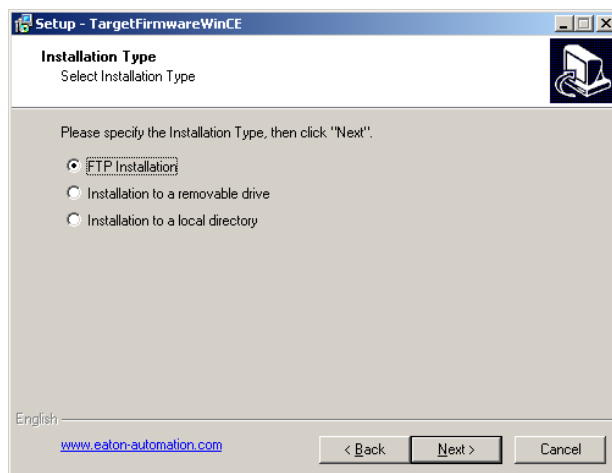 Setup - TargetFirmwareWinCE
Installation Type
Select Installation Type
Please specify the Installation Type, then click "Next".
FTP Installation
Installation to a removable drive
Installation to a local directory
English
www.eaton-automation.com
< Back
Next >
Cancel